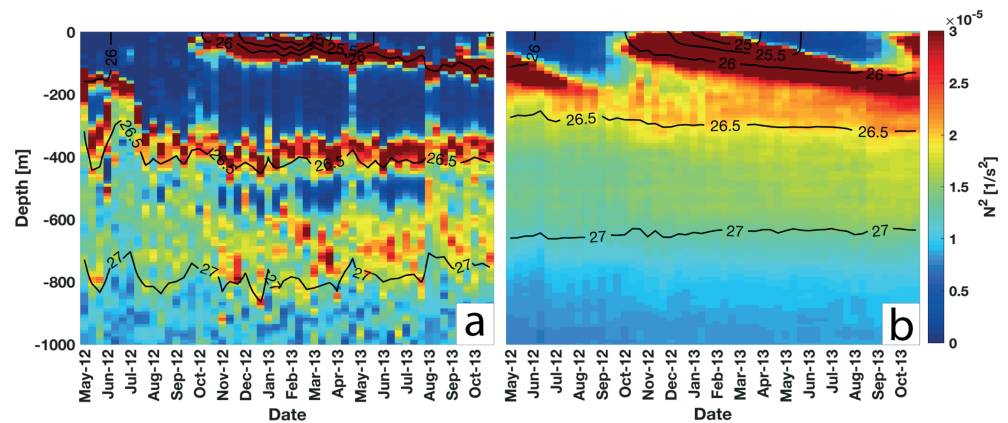 0
-200
-400
-600
-800
-1000
Depth [m]
26
26
25.5
26
26.5
26.5
26.5
27
27
27
27
27
a
May-12
Jun-12
Jul-12
Aug-12
Sep-12
Oct-12
Nov-12
Dec-12
Jan-13
Feb-13
Mar-13
Apr-13
May-13
Jun-13
Jul-13
Aug-13
Sep-13
Oct-13
Date
26
25
25.5
26
26.5
26.5
26.5
27
27
27
b
May-12
Jun-12
Jul-12
Aug-12
Sep-12
Oct-12
Nov-12
Dec-12
Jan-13
Feb-13
Mar-13
Apr-13
May-13
Jun-13
Jul-13
Aug-13
Sep-13
Oct-13
Date
×10⁻⁵
3
2.5
2
1.5
1
0.5
0
N² [1/s²]